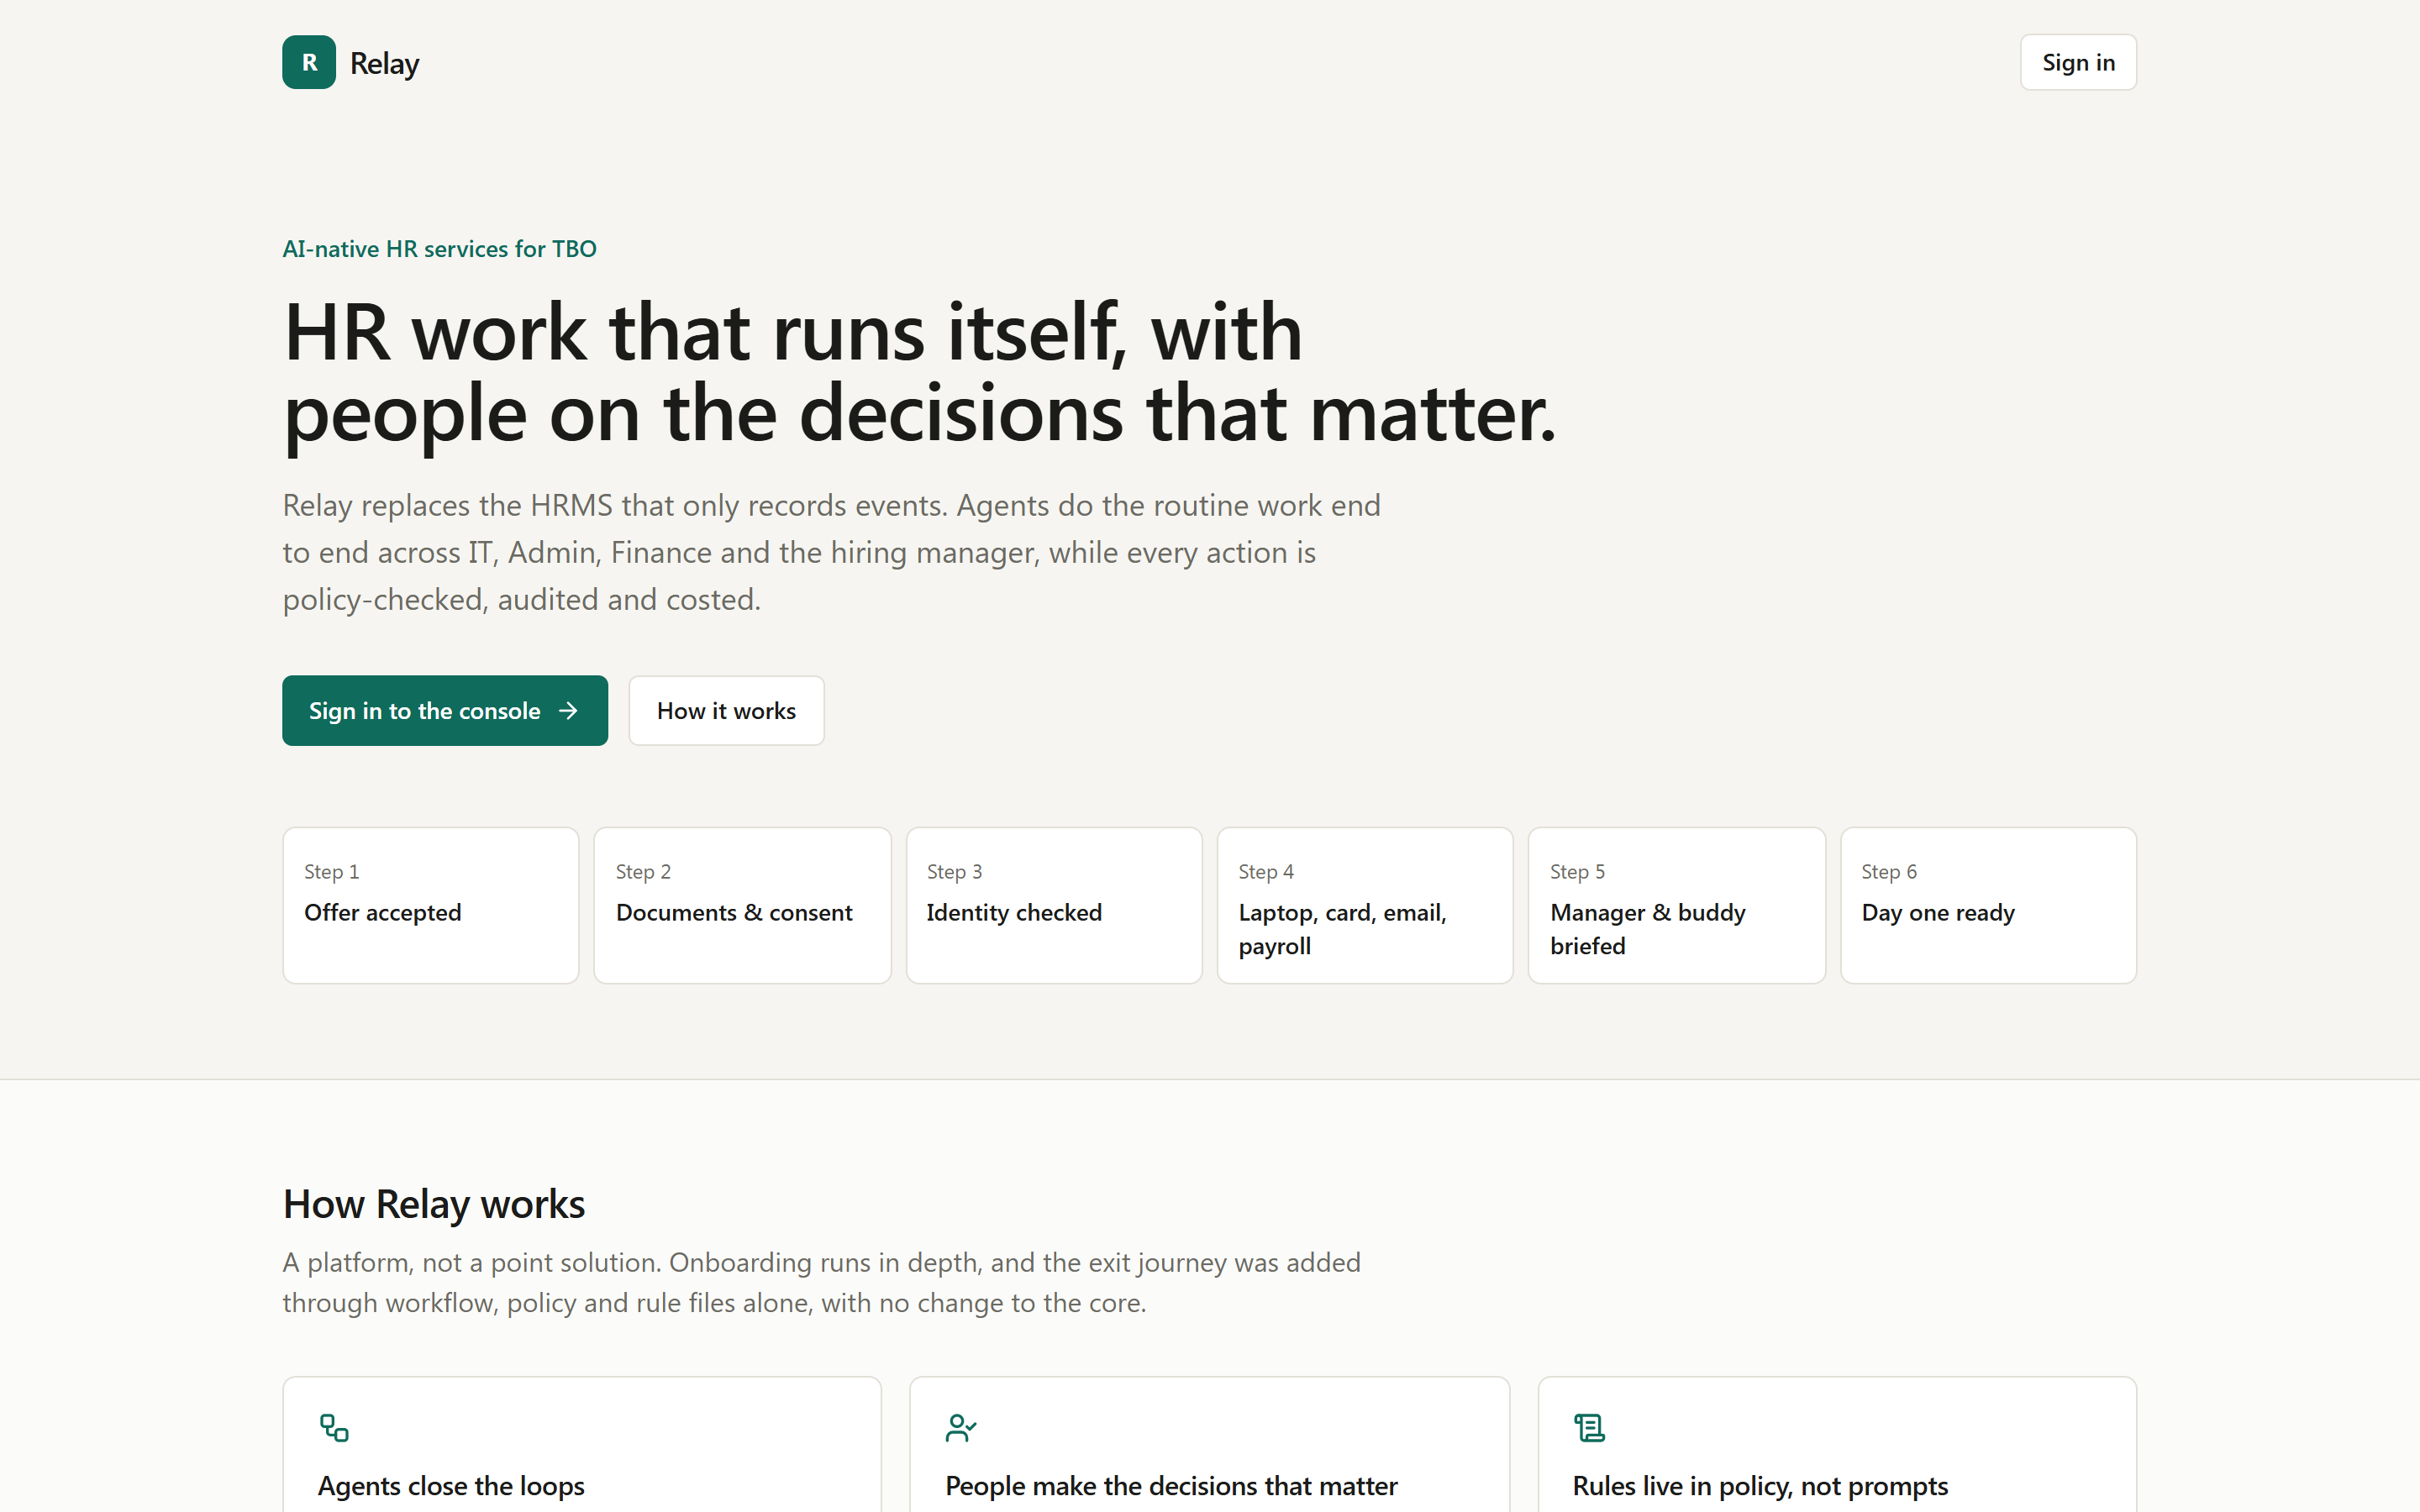 R
Relay
Sign in
AI-native HR services for TBO
HR work that runs itself, with
people on the decisions that matter.
Relay replaces the HRMS that only records events. Agents do the routine work end
to end across IT, Admin, Finance and the hiring manager, while every action is
policy-checked, audited and costed.
Sign in to the console
How it works
Step 1
Offer accepted
Step 2
Documents & consent
Step 3
Identity checked
Step 4
Laptop, card, email,
payroll
Step 5
Manager & buddy
briefed
Step 6
Day one ready
How Relay works
A platform, not a point solution. Onboarding runs in depth, and the exit journey was added
through workflow, policy and rule files alone, with no change to the core.
Agents close the loops
People make the decisions that matter
Rules live in policy, not prompts